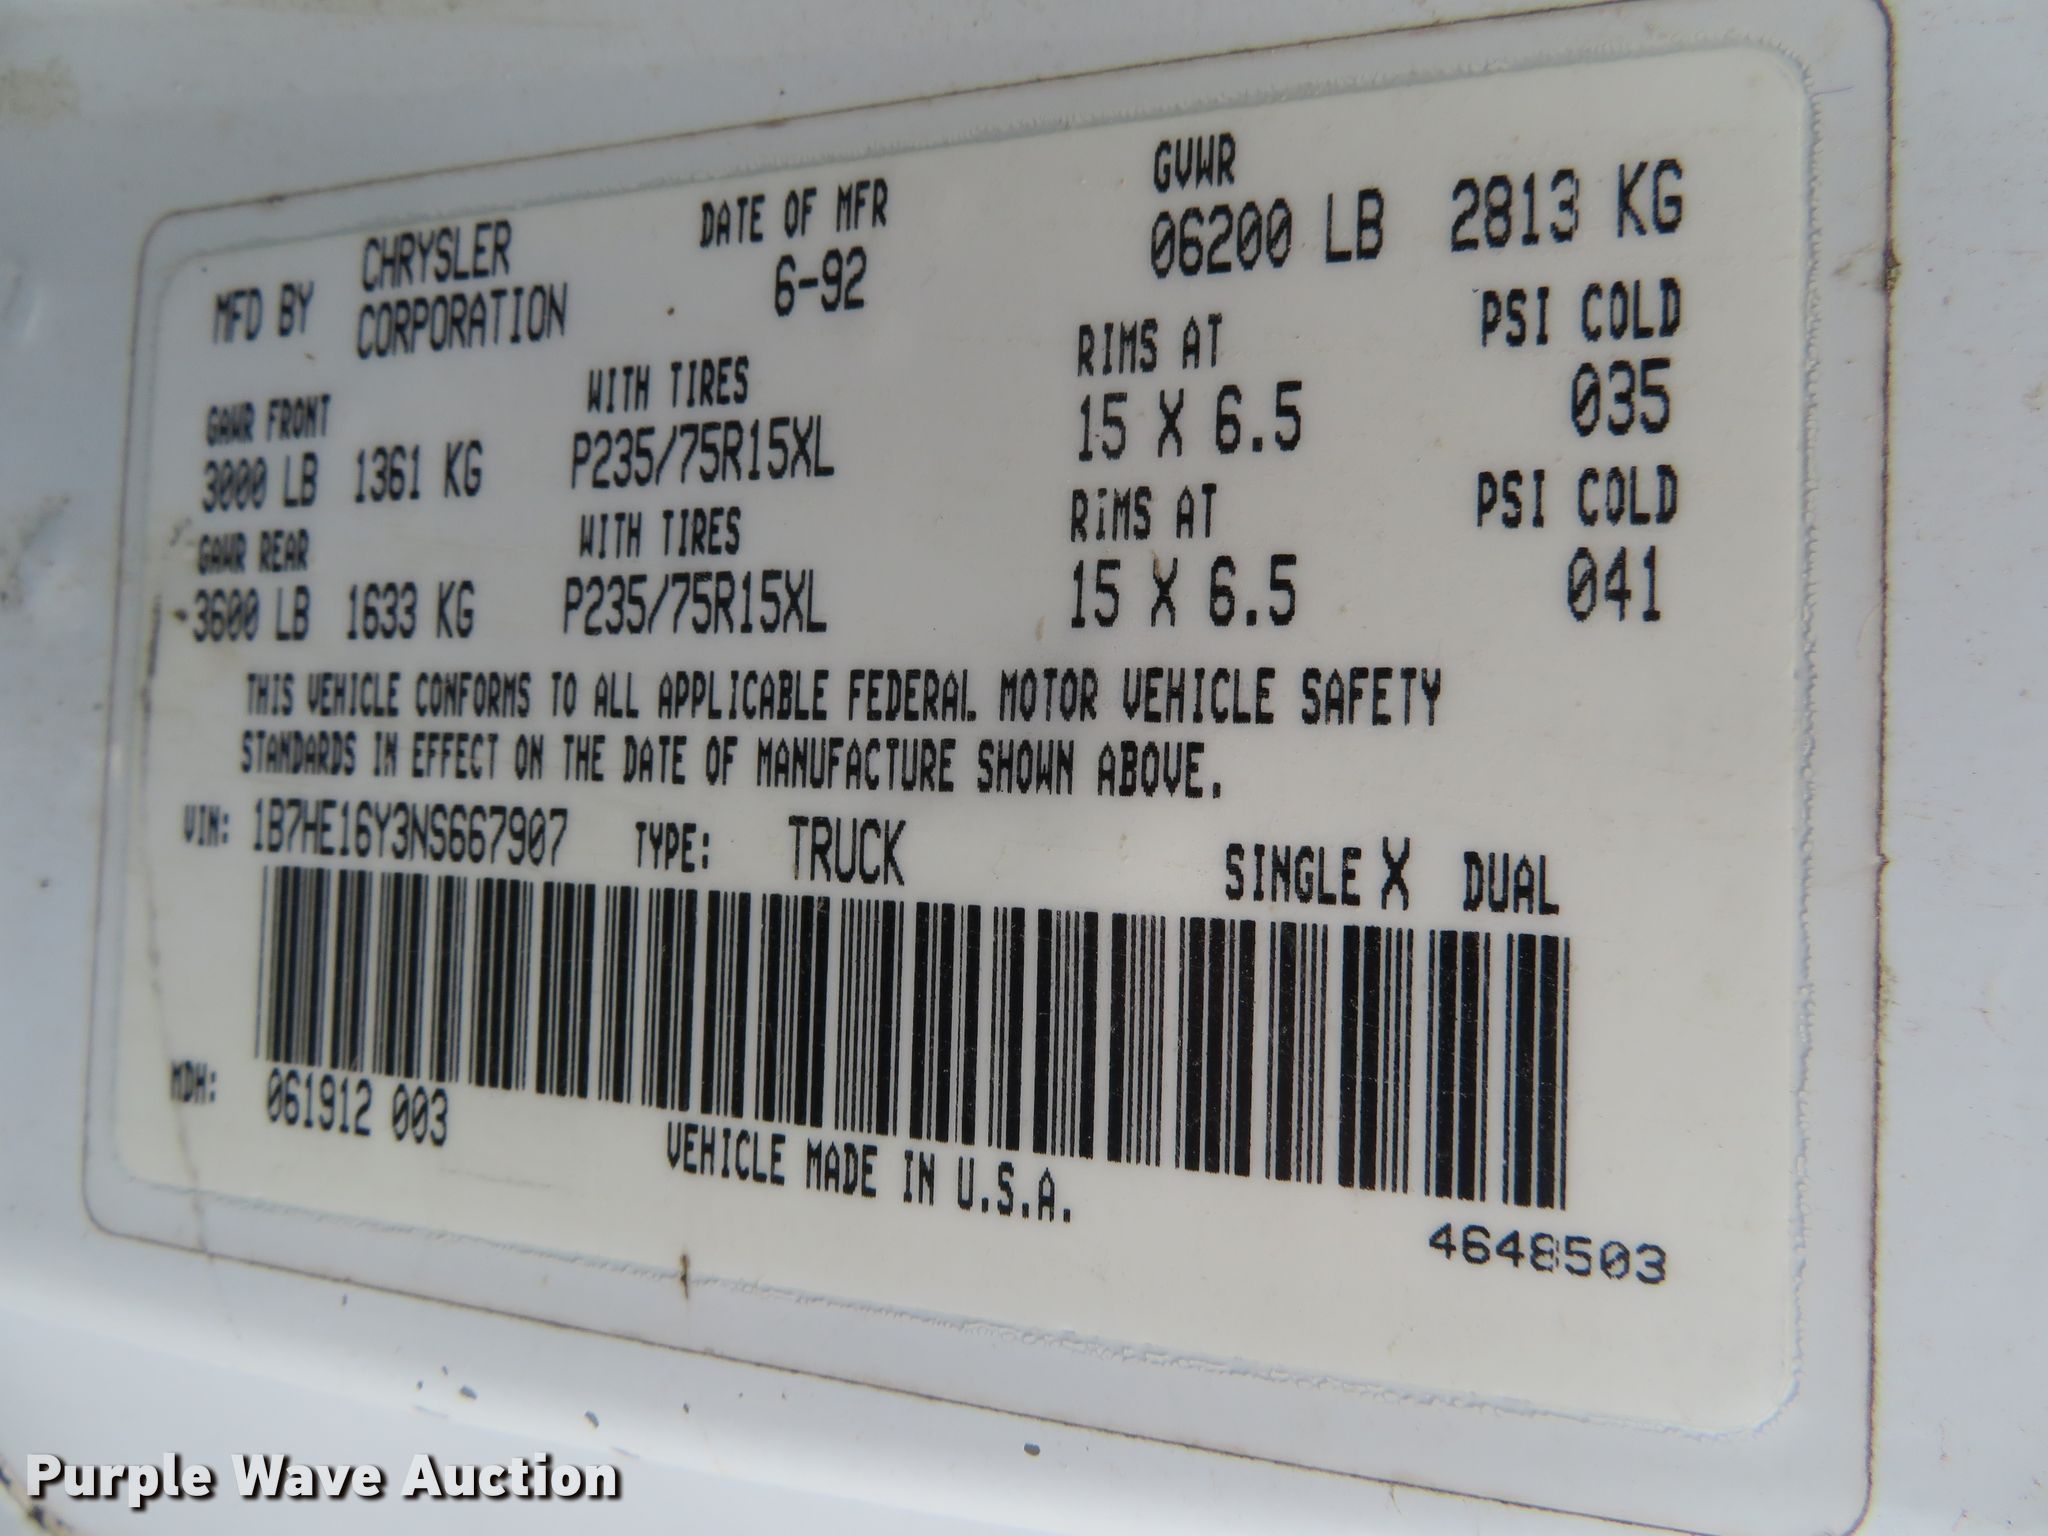 MFD BY CHRYSLER CORPORATION DATE OF MFR 6-92 GVWR 06200 LB 2813 KG
GAWR FRONT WITH TIRES RIMS AT PSI COLD
3000 LB 1361 KG P235/75R15XL 15 X 6.5 035
GAWR REAR WITH TIRES RIMS AT PSI COLD
3600 LB 1633 KG P235/75R15XL 15 X 6.5 041
THIS VEHICLE CONFORMS TO ALL APPLICABLE FEDERAL MOTOR VEHICLE SAFETY
STANDARDS IN EFFECT ON THE DATE OF MANUFACTURE SHOWN ABOVE.
VIN: 1B7HE16Y3NS667907 TYPE: TRUCK SINGLE X DUAL
MDH: 061912 003
VEHICLE MADE IN U.S.A.
4648503
Purple Wave Auction